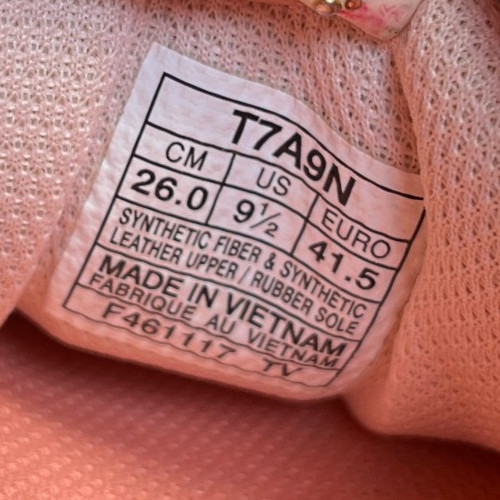 T7A9N
CM US EURO
26.0 9½ 41.5
SYNTHETIC FIBER & SYNTHETIC
LEATHER UPPER / RUBBER SOLE
MADE IN VIETNAM
FABRIQUE AU VIETNAM
F461117 TV